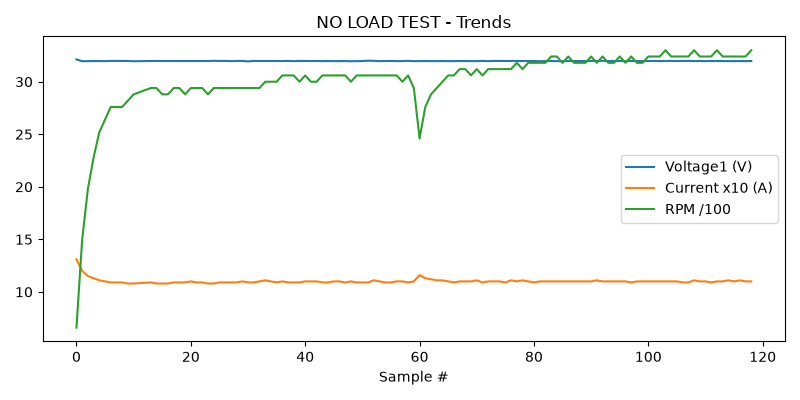 NO LOAD TEST - Trends
30
25
20
15
10
Voltage1 (V)
Current x10 (A)
RPM /100
0 20 40 60 80 100 120
Sample #